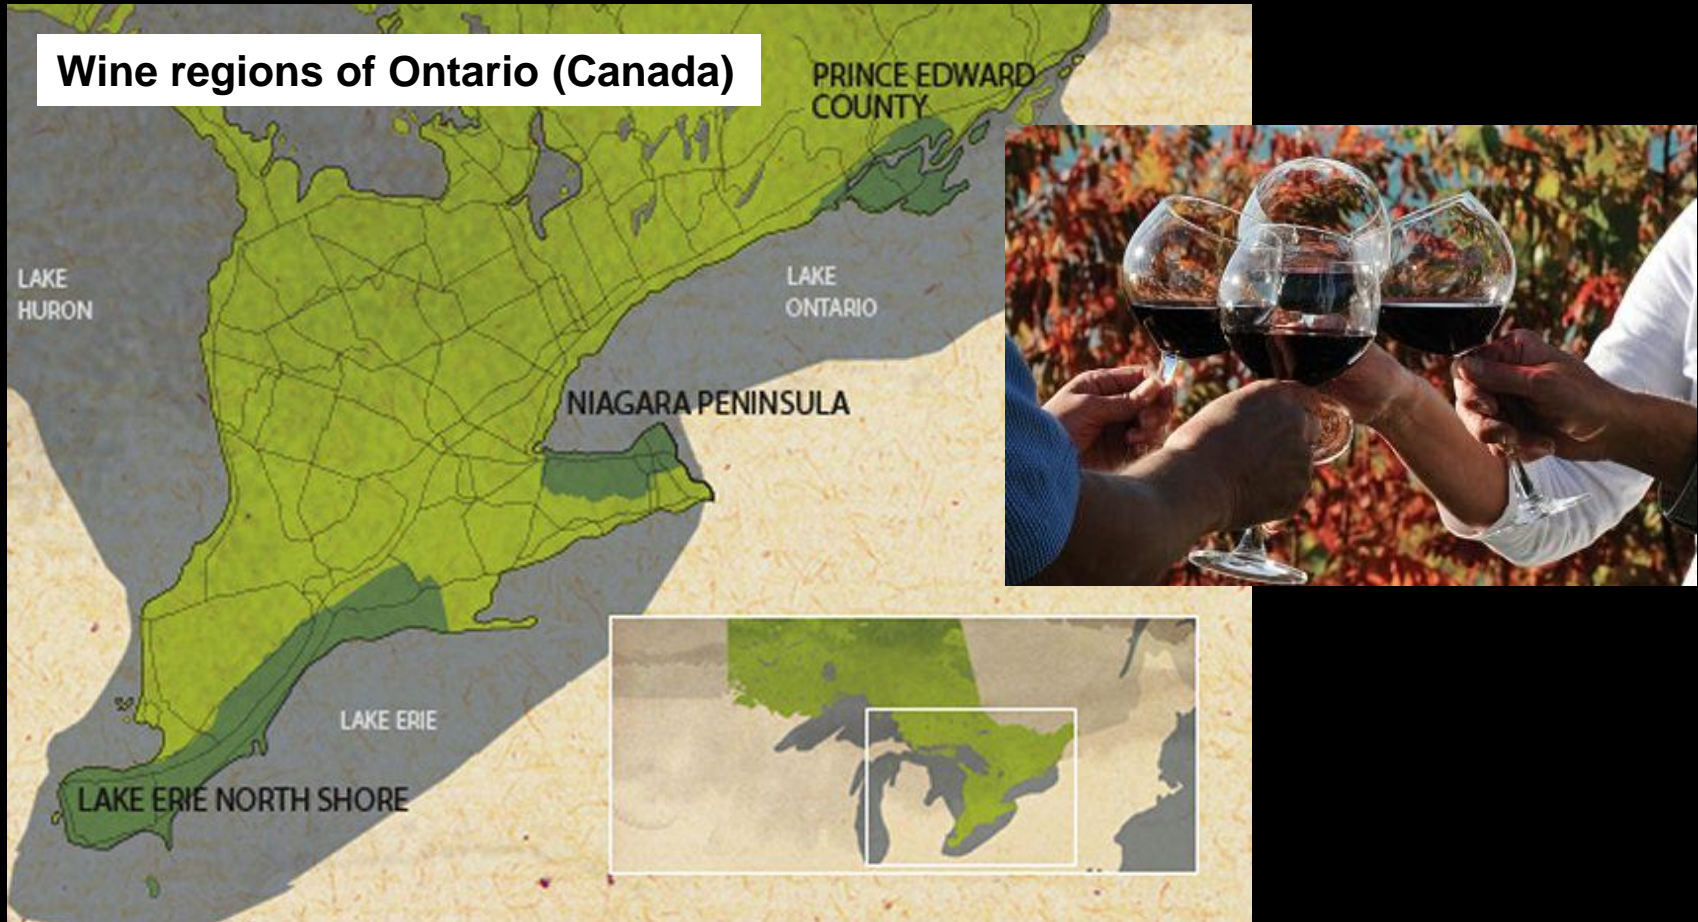 Wine regions of Ontario (Canada)
PRINCE EDWARD
COUNTY
LAKE
HURON
LAKE
ONTARIO
NIAGARA PENINSULA
LAKE ERIE
LAKE ERIE NORTH SHORE